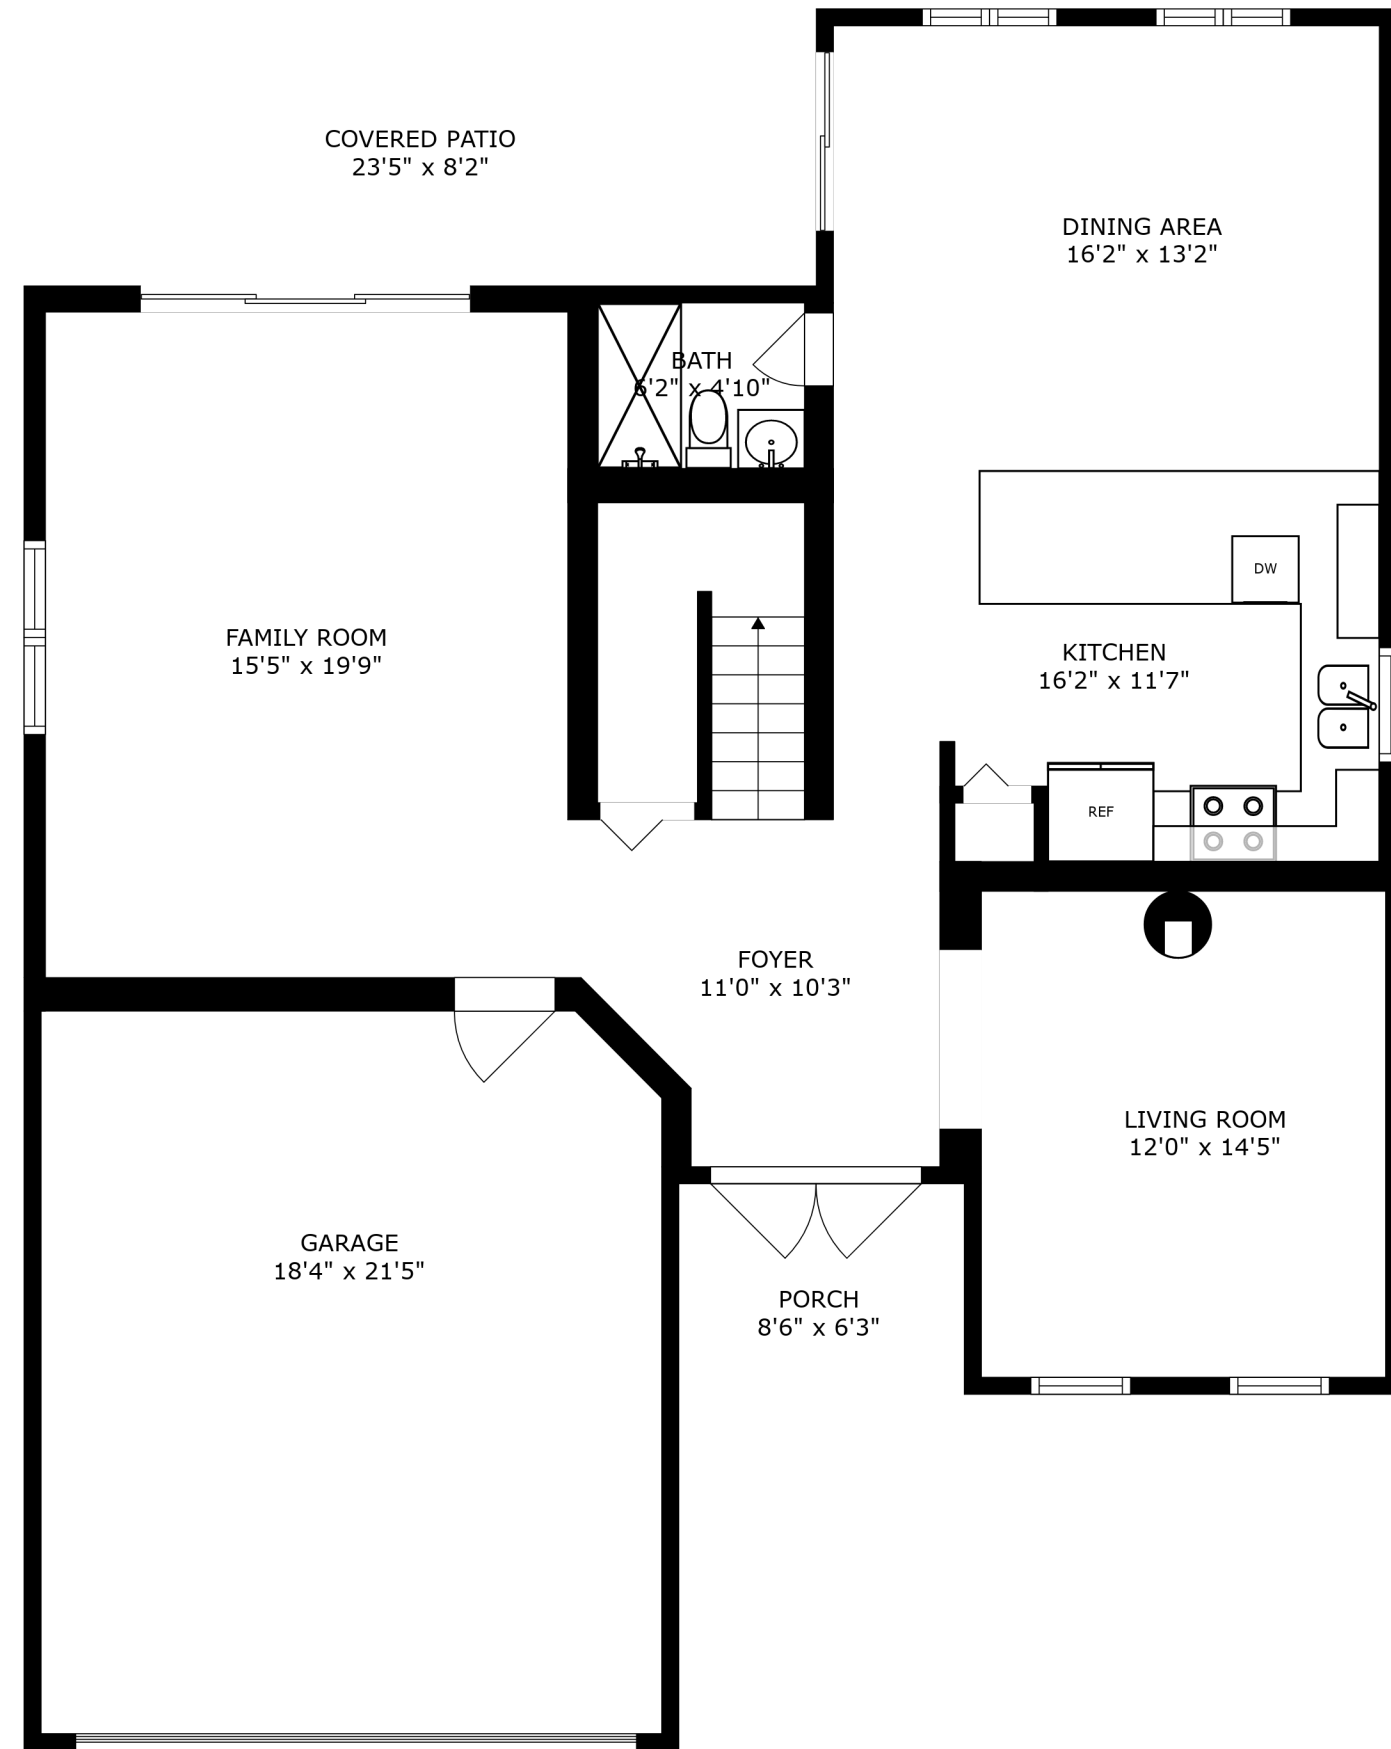 COVERED PATIO
23'5" x 8'2"
DINING AREA
16'2" x 13'2"
BATH
6'2" x 4'10"
DW
FAMILY ROOM
15'5" x 19'9"
KITCHEN
16'2" x 11'7"
REF
FOYER
11'0" x 10'3"
LIVING ROOM
12'0" x 14'5"
GARAGE
18'4" x 21'5"
PORCH
8'6" x 6'3"